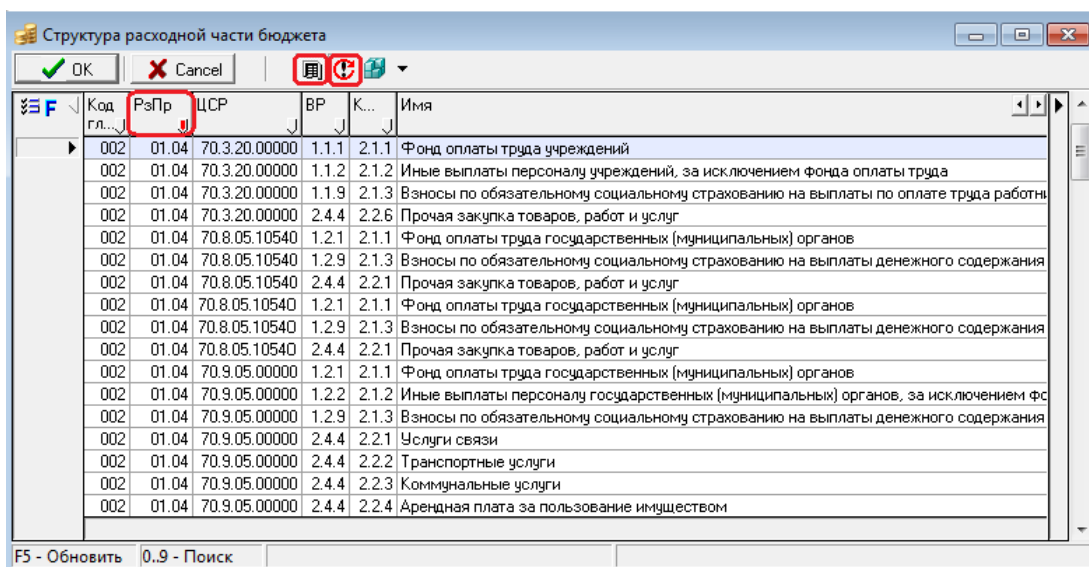 Структура расходной части бюджета
OK Cancel
F Код гл... РзПр ЦСР ВР К... Имя
002 01.04 70.3.20.00000 1.1.1 2.1.1 Фонд оплаты труда учреждений
002 01.04 70.3.20.00000 1.1.2 2.1.2 Иные выплаты персоналу учреждений, за исключением фонда оплаты труда
002 01.04 70.3.20.00000 1.1.9 2.1.3 Взносы по обязательному социальному страхованию на выплаты по оплате труда работни
002 01.04 70.3.20.00000 2.4.4 2.2.6 Прочая закупка товаров, работ и услуг
002 01.04 70.8.05.10540 1.2.1 2.1.1 Фонд оплаты труда государственных (муниципальных) органов
002 01.04 70.8.05.10540 1.2.9 2.1.3 Взносы по обязательному социальному страхованию на выплаты денежного содержания
002 01.04 70.8.05.10540 2.4.4 2.2.1 Прочая закупка товаров, работ и услуг
002 01.04 70.8.05.1054О 1.2.1 2.1.1 Фонд оплаты труда государственных (муниципальных) органов
002 01.04 70.8.05.1054О 1.2.9 2.1.3 Взносы по обязательному социальному страхованию на выплаты денежного содержания
002 01.04 70.8.05.1054О 2.4.4 2.2.1 Прочая закупка товаров, работ и услуг
002 01.04 70.9.05.00000 1.2.1 2.1.1 Фонд оплаты труда государственных (муниципальных) органов
002 01.04 70.9.05.00000 1.2.2 2.1.2 Иные выплаты персоналу государственных (муниципальных) органов, за исключением фо
002 01.04 70.9.05.00000 1.2.9 2.1.3 Взносы по обязательному социальному страхованию на выплаты денежного содержания
002 01.04 70.9.05.00000 2.4.4 2.2.1 Услуги связи
002 01.04 70.9.05.00000 2.4.4 2.2.2 Транспортные услуги
002 01.04 70.9.05.00000 2.4.4 2.2.3 Коммунальные услуги
002 01.04 70.9.05.00000 2.4.4 2.2.4 Арендная плата за пользование имуществом
F5 - Обновить 0..9 - Поиск